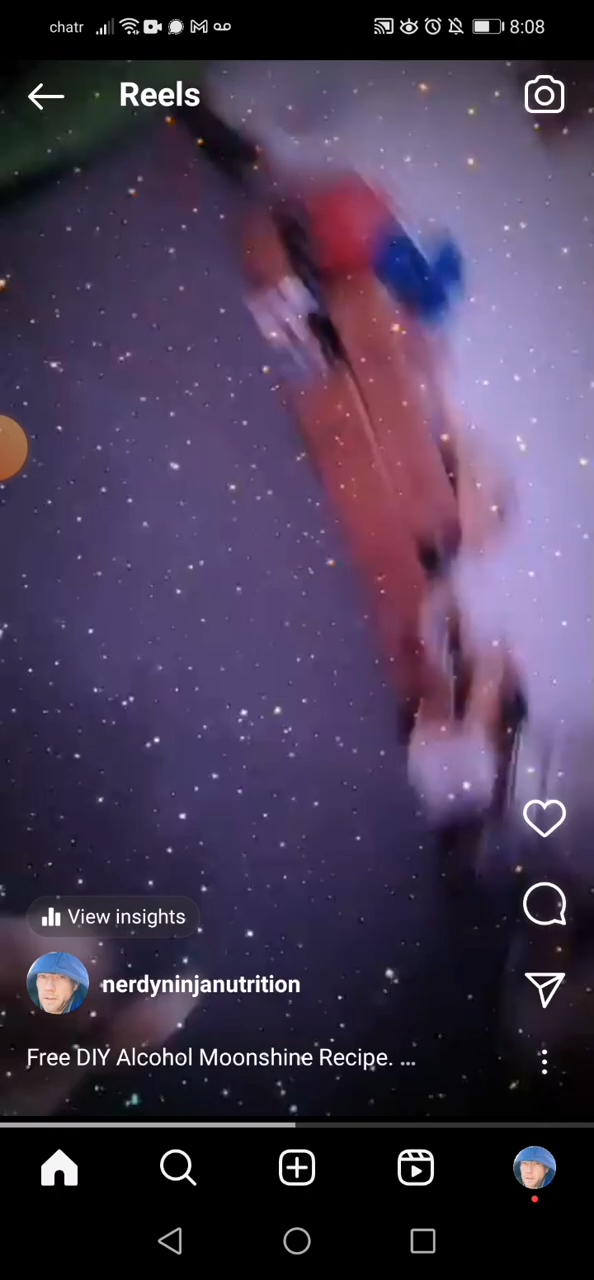 chatr 8:08
Reels
View insights
nerdyninjanutrition
Free DIY Alcohol Moonshine Recipe. ...